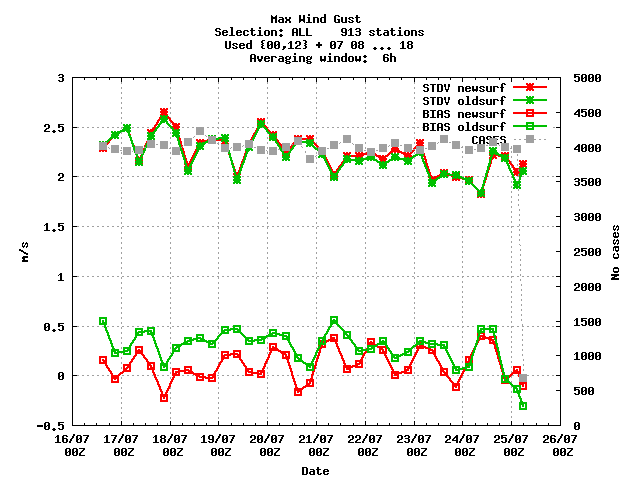 Max Wind Gust
Selection: ALL    913 stations
Used {00,12} + 07 08 ... 18
Averaging window:  6h
STDV newsurf
STDV oldsurf
BIAS newsurf
BIAS oldsurf
CASES
3
2.5
2
1.5
1
0.5
0
-0.5
m/s
5000
4500
4000
3500
3000
2500
2000
1500
1000
500
0
No cases
16/07 17/07 18/07 19/07 20/07 21/07 22/07 23/07 24/07 25/07 26/07
00Z 00Z 00Z 00Z 00Z 00Z 00Z 00Z 00Z 00Z 00Z
Date